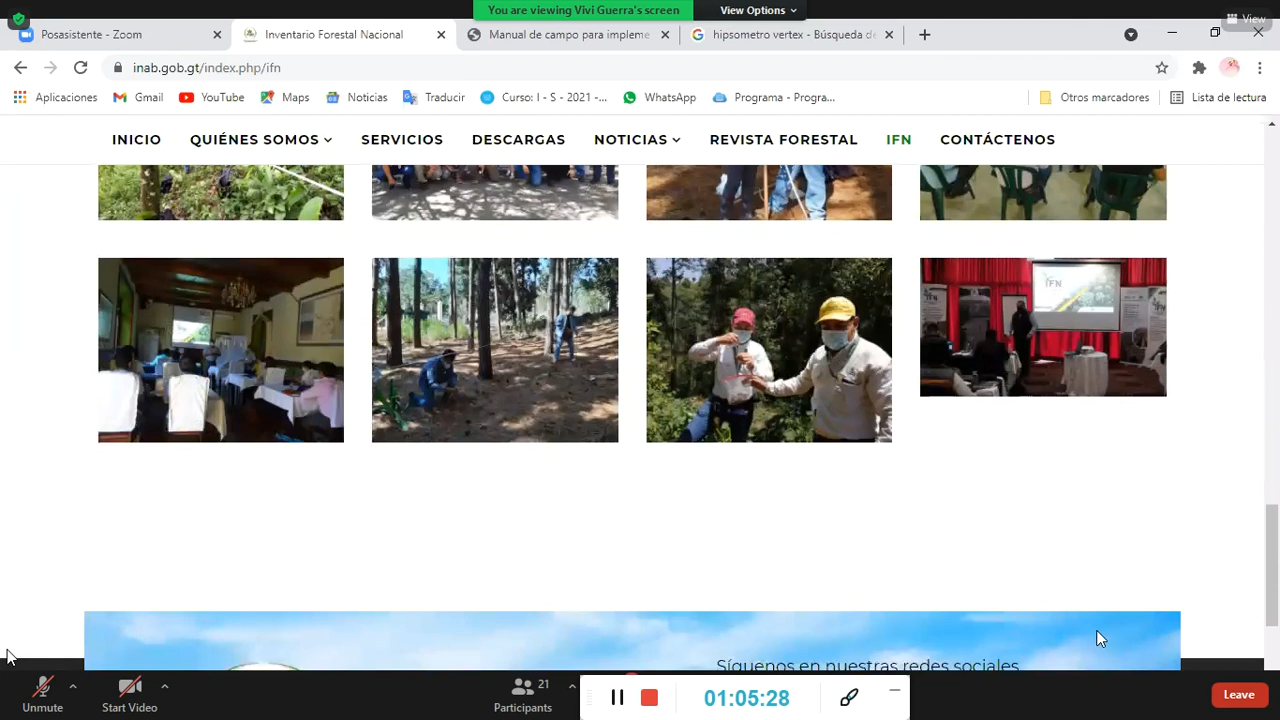 You are viewing Vivi Guerra's screen
View Options
View
Posasistente - Zoom
Inventario Forestal Nacional
Manual de campo para impleme
hipsometro vertex - Búsqueda de
inab.gob.gt/index.php/ifn
Aplicaciones
Gmail
YouTube
Maps
Noticias
Traducir
Curso: I - S - 2021 -...
WhatsApp
Programa - Progra...
Otros marcadores
Lista de lectura
INICIO
QUIÉNES SOMOS
SERVICIOS
DESCARGAS
NOTICIAS
REVISTA FORESTAL
IFN
CONTÁCTENOS
IFN
Síguenos en nuestras redes sociales
Unmute
Start Video
21
Participants
01:05:28
Leave